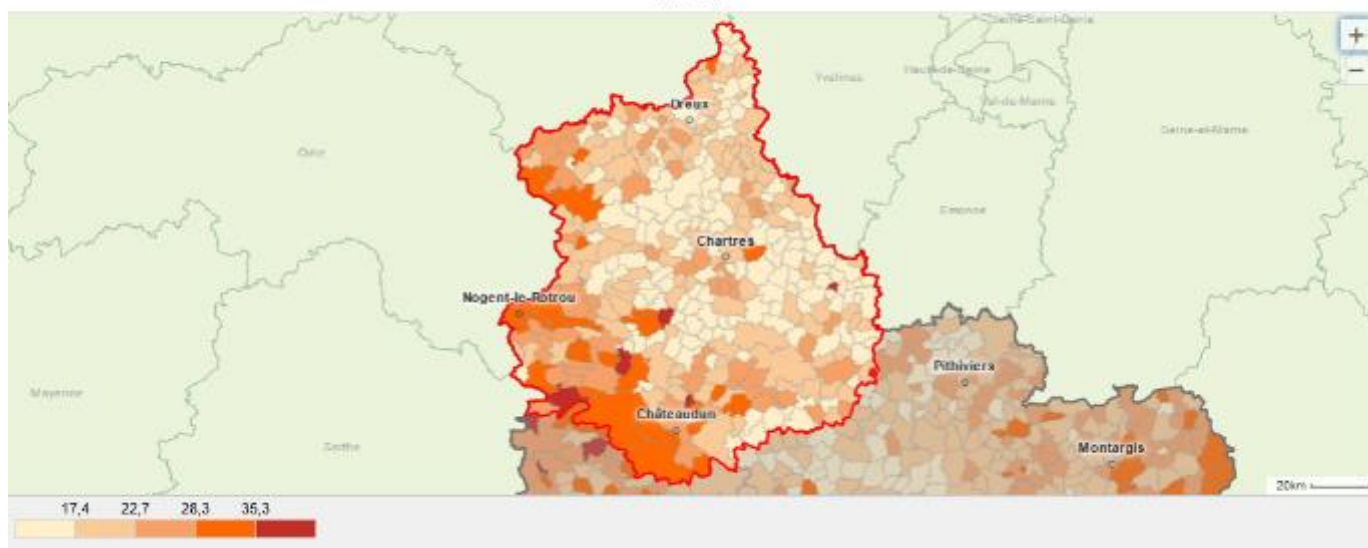 Seine-Saint-Denis
+
Yvelines
Hauts-de-Seine
−
Dreux
Val-de-Marne
Seine-et-Marne
Orne
Essonne
Chartres
Nogent-le-Rotrou
Pithiviers
Mayenne
Châteaudun
Sarthe
Montargis
20km
17,4 22,7 28,3 35,3